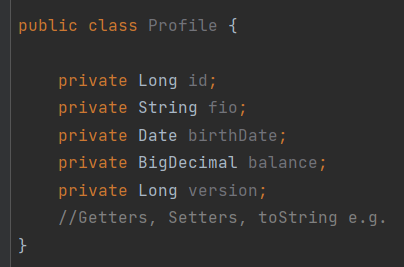 public class Profile {
private Long id;
private String fio;
private Date birthDate;
private BigDecimal balance;
private Long version;
//Getters, Setters, toString e.g.
}